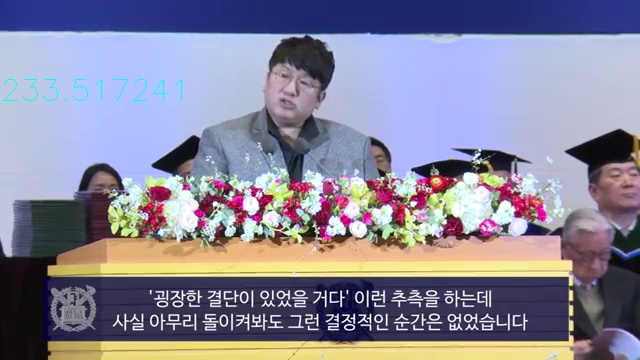 233.517241
'굉장한 결단이 있었을 거다' 이런 추측을 하는데
사실 아무리 돌이켜봐도 그런 결정적인 순간은 없었습니다